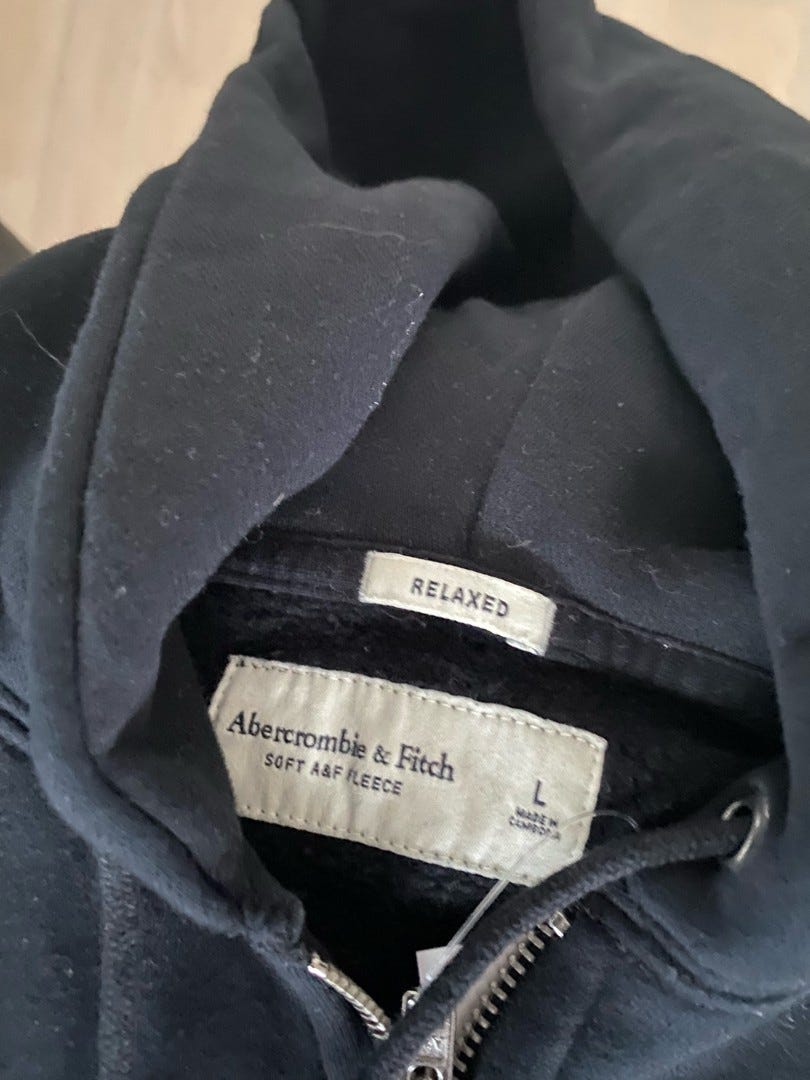 RELAXED
Abercrombie & Fitch
SOFT A&F FLEECE
L
MADE IN
CAMBODIA